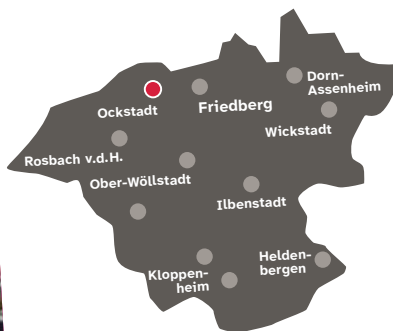 Dorn-
Assenheim
Ockstadt
Friedberg
Wickstadt
Rosbach v.d.H.
Ober-Wöllstadt
Ilbenstadt
Helden-
bergen
Kloppen-
heim